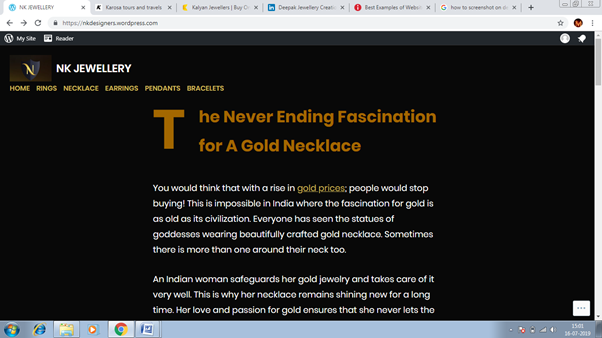 NK JEWELLERY
Karosa tours and travels
Kalyan Jewellers | Buy O
Deepak Jewellery Creatio
Best Examples of Websit
how to screenshot on di
https://nkdesigners.wordpress.com
My Site
Reader
N
NK JEWELLERY
HOME RINGS NECKLACE EARRINGS PENDANTS BRACELETS
The Never Ending Fascination
for A Gold Necklace
You would think that with a rise in gold prices; people would stop
buying! This is impossible in India where the fascination for gold is
as old as its civilization. Everyone has seen the statues of
goddesses wearing beautifully crafted gold necklace. Sometimes
there is more than one around their neck too.
An Indian woman safeguards her gold jewelry and takes care of it
very well. This is why her necklace remains shining new for a long
time. Her love and passion for gold ensures that she never lets the
15:01
16-07-2019